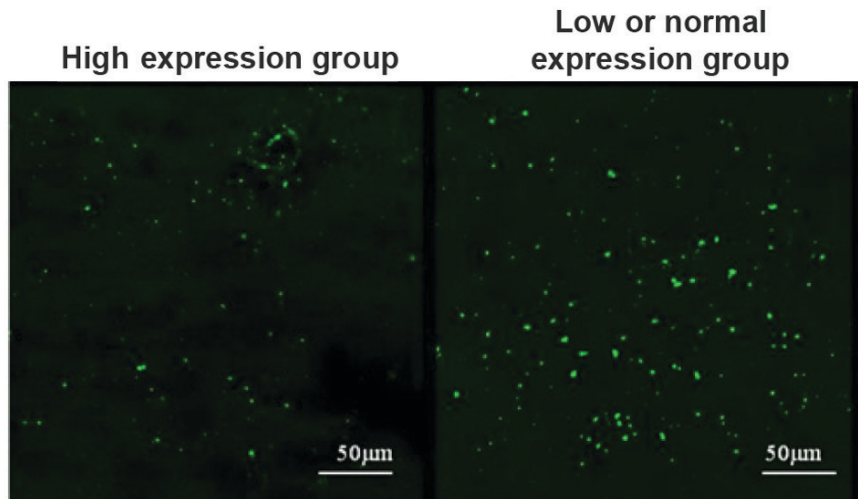 High expression group
Low or normal
expression group
50µm
50µm